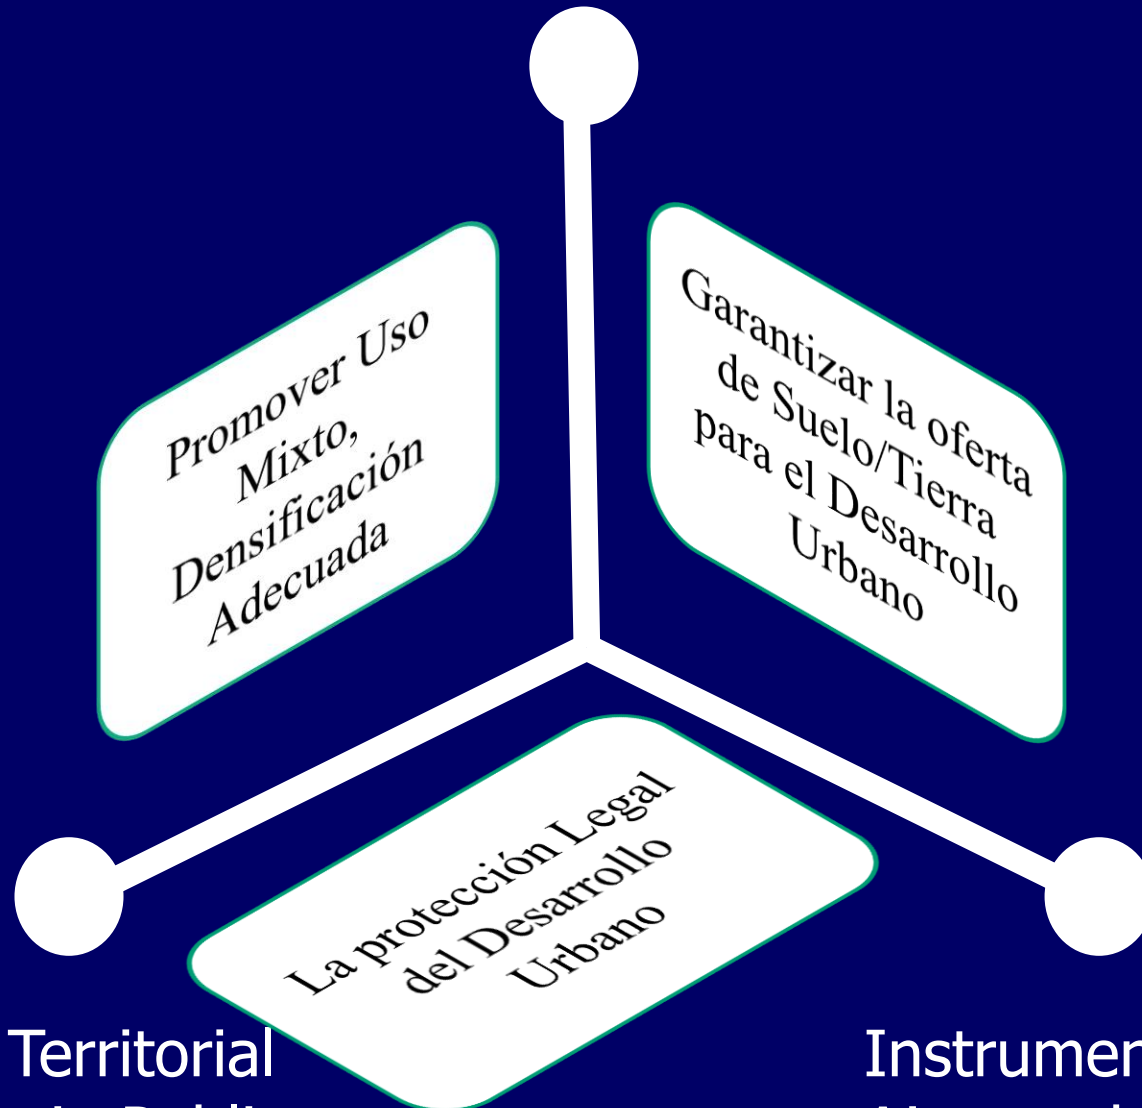 Promover Uso
Mixto,
Densificación
Adecuada
Garantizar la oferta
de Suelo/Tierra
para el Desarrollo
Urbano
La protección Legal
del Desarrollo
Urbano
Territorial